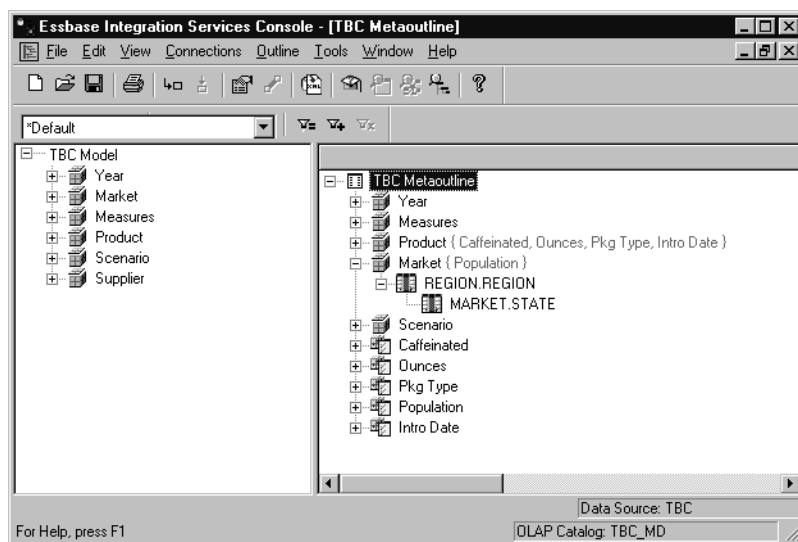 Essbase Integration Services Console - [TBC Metaoutline]
File Edit View Connections Outline Tools Window Help
XML
*Default
TBC Model
Year
Market
Measures
Product
Scenario
Supplier
TBC Metaoutline
Year
Measures
Product { Caffeinated, Ounces, Pkg Type, Intro Date }
Market { Population }
REGION.REGION
MARKET.STATE
Scenario
Caffeinated
Ounces
Pkg Type
Population
Intro Date
Data Source: TBC
For Help, press F1
OLAP Catalog: TBC_MD